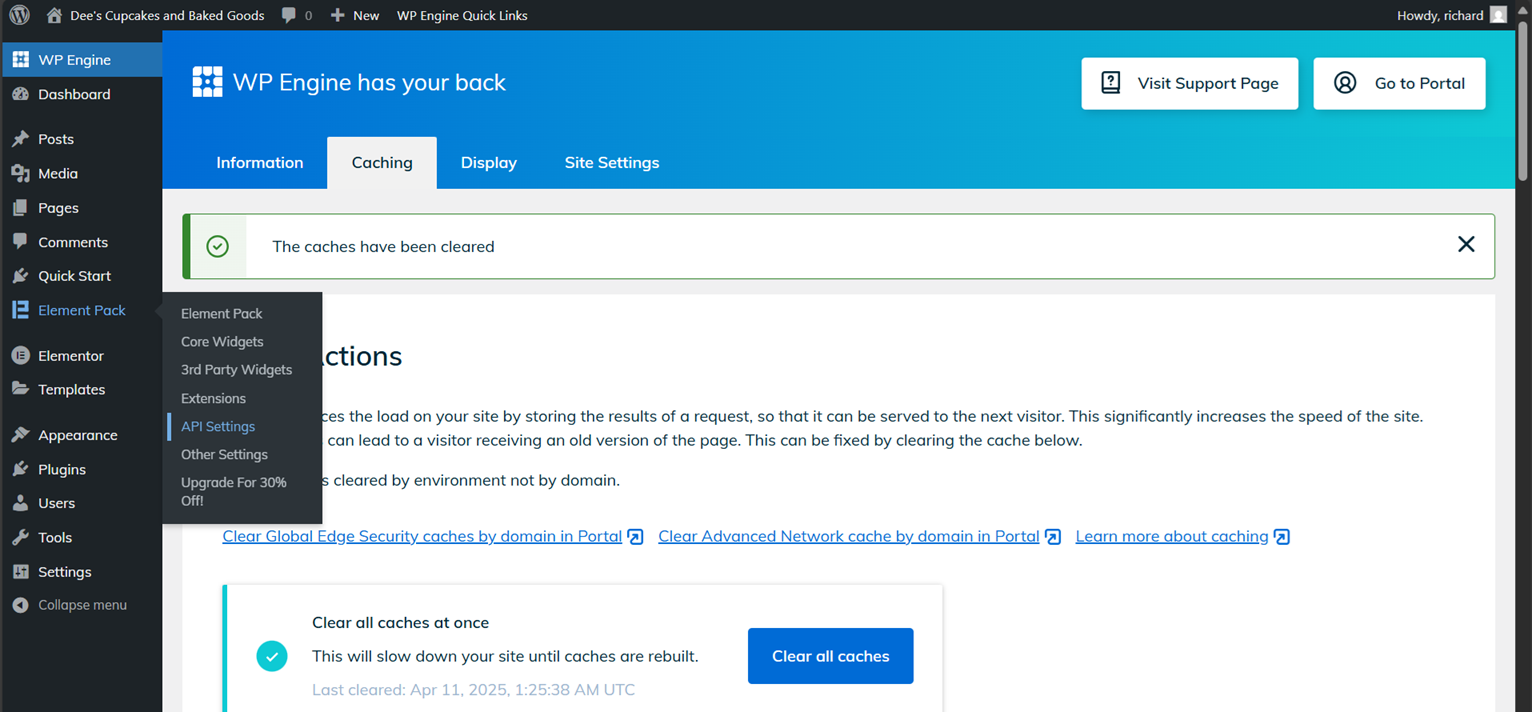 Dee's Cupcakes and Baked Goods 0 New WP Engine Quick Links Howdy, richard
WP Engine
Dashboard
Posts
Media
Pages
Comments
Quick Start
Element Pack
Elementor
Templates
Appearance
Plugins
Users
Tools
Settings
Collapse menu
Element Pack
Core Widgets
3rd Party Widgets
Extensions
API Settings
Other Settings
Upgrade For 30%
Off!
WP Engine has your back
Visit Support Page Go to Portal
Information Caching Display Site Settings
The caches have been cleared
the load on your site by storing the results of a request, so that it can be served to the next visitor. This significantly increases the speed of the site.
can lead to a visitor receiving an old version of the page. This can be fixed by clearing the cache below.
cleared by environment not by domain.
Clear Global Edge Security caches by domain in Portal Clear Advanced Network cache by domain in Portal Learn more about caching
Clear all caches at once
This will slow down your site until caches are rebuilt.
Last cleared: Apr 11, 2025, 1:25:38 AM UTC
Clear all caches